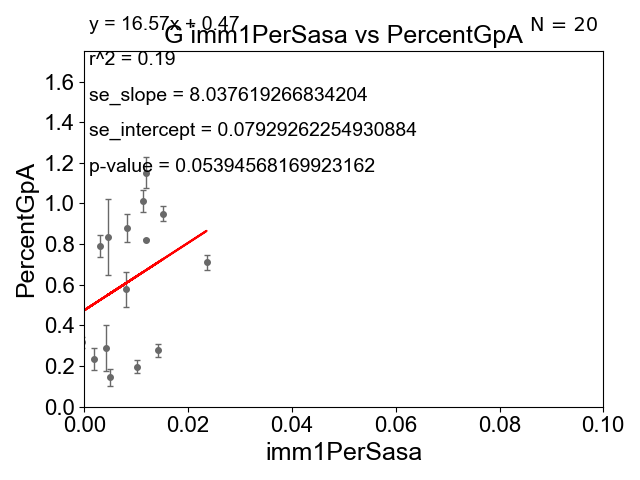 y = 16.57x + 0.47
N = 20
G imm1PerSasa vs PercentGpA
r^2 = 0.19
se_slope = 8.037619266834204
se_intercept = 0.07929262254930884
p-value = 0.05394568169923162
PercentGpA
1.6
1.4
1.2
1.0
0.8
0.6
0.4
0.2
0.0
0.00 0.02 0.04 0.06 0.08 0.10
imm1PerSasa